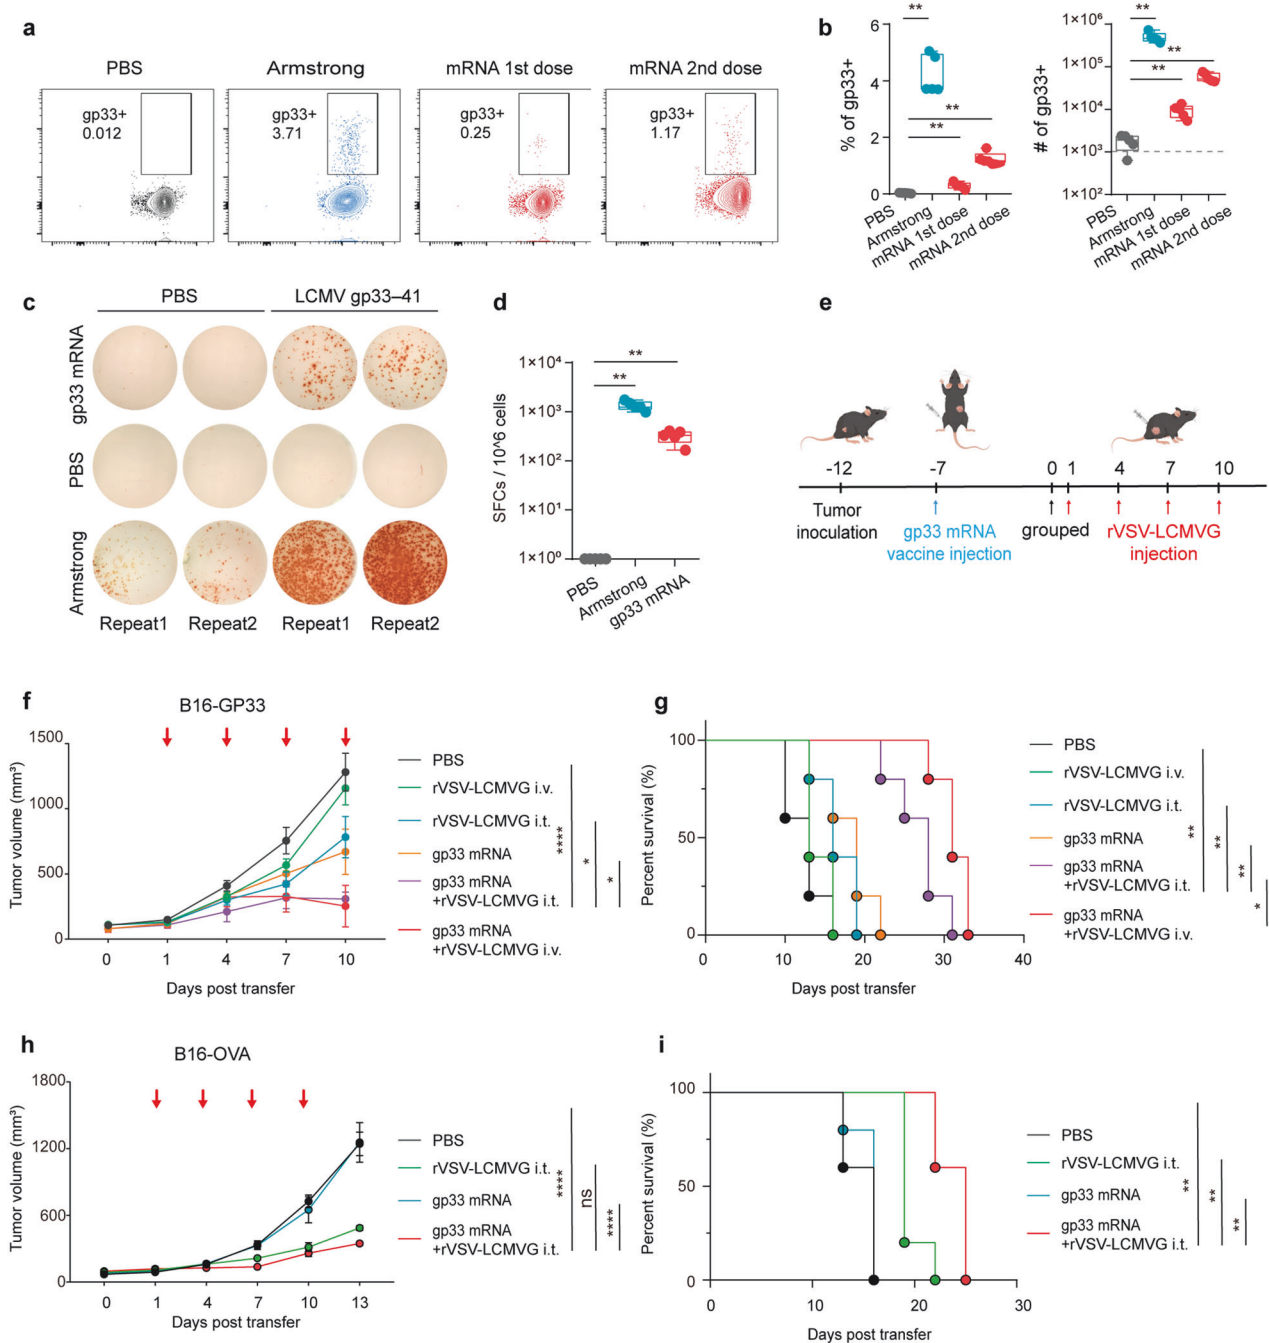 a
PBS
Armstrong
mRNA 1st dose
mRNA 2nd dose
gp33+
0.012
gp33+
3.71
gp33+
0.25
gp33+
1.17
b
% of gp33+
6
4
2
0
**
**
**
PBS
Armstrong
mRNA 1st dose
mRNA 2nd dose
# of gp33+
1×10⁶
1×10⁵
1×10⁴
1×10³
1×10²
**
**
**
PBS
Armstrong
mRNA 1st dose
mRNA 2nd dose
c
PBS
LCMV gp33–41
gp33 mRNA
PBS
Armstrong
Repeat1
Repeat2
Repeat1
Repeat2
d
SFCs / 10^6 cells
1×10⁴
1×10³
1×10²
1×10¹
1×10⁰
**
**
PBS
Armstrong
gp33 mRNA
e
-12
-7
0
1
4
7
10
Tumor
inoculation
gp33 mRNA
vaccine injection
grouped
rVSV-LCMVG
injection
f
B16-GP33
Tumor volume (mm³)
1500
1000
500
0
0
1
4
7
10
Days post transfer
PBS
rVSV-LCMVG i.v.
rVSV-LCMVG i.t.
gp33 mRNA
gp33 mRNA
+rVSV-LCMVG i.t.
gp33 mRNA
+rVSV-LCMVG i.v.
****
*
*
g
Percent survival (%)
100
50
0
0
10
20
30
40
Days post transfer
PBS
rVSV-LCMVG i.v.
rVSV-LCMVG i.t.
gp33 mRNA
gp33 mRNA
+rVSV-LCMVG i.t.
gp33 mRNA
+rVSV-LCMVG i.v.
**
**
**
*
h
B16-OVA
Tumor volume (mm³)
1800
1200
600
0
0
1
4
7
10
13
Days post transfer
PBS
rVSV-LCMVG i.t.
gp33 mRNA
gp33 mRNA
+rVSV-LCMVG i.t.
****
ns
****
i
Percent survival (%)
100
50
0
0
10
20
30
Days post transfer
PBS
rVSV-LCMVG i.t.
gp33 mRNA
gp33 mRNA
+rVSV-LCMVG i.t.
**
**
**